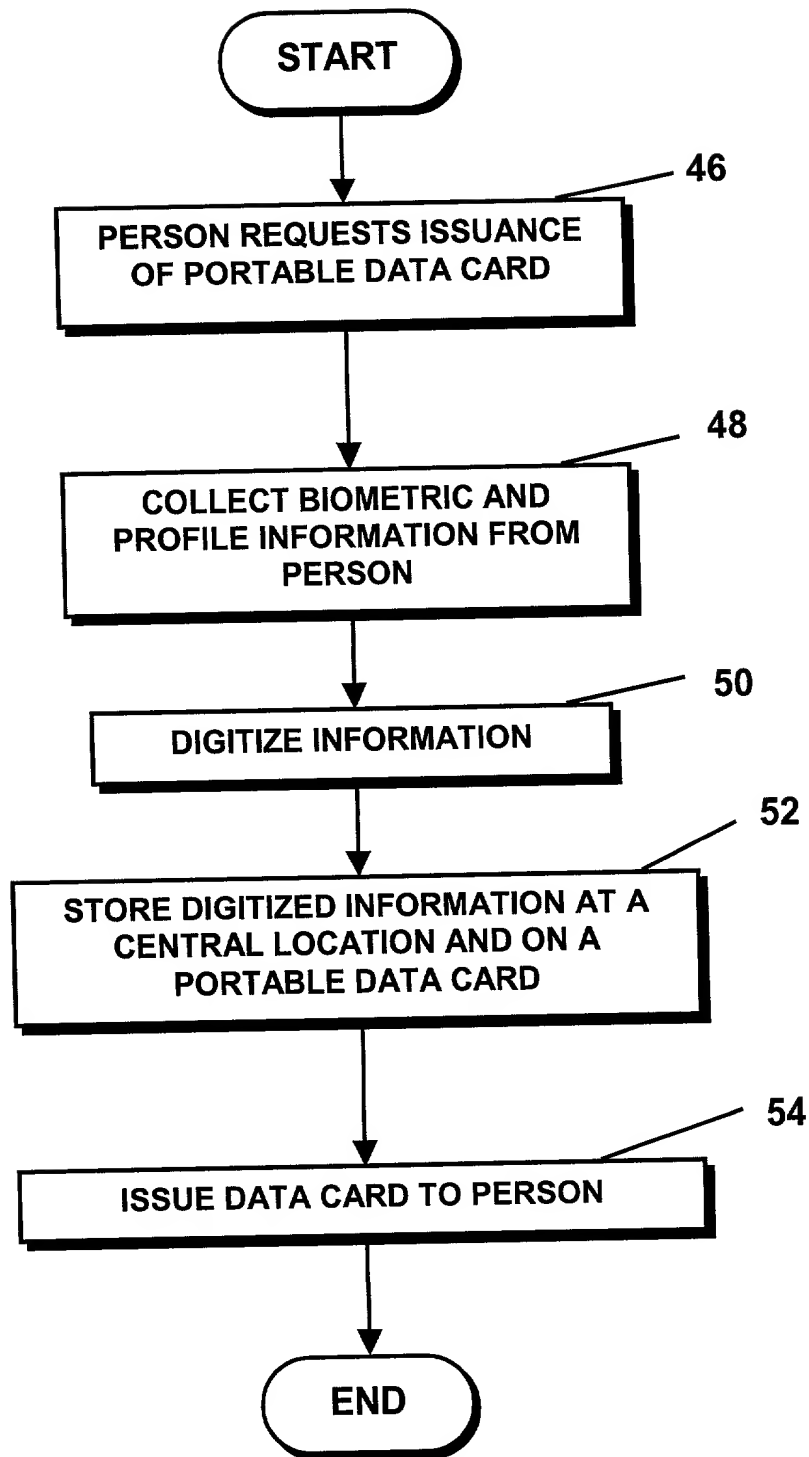 START
46
PERSON REQUESTS ISSUANCE
OF PORTABLE DATA CARD
48
COLLECT BIOMETRIC AND
PROFILE INFORMATION FROM
PERSON
50
DIGITIZE INFORMATION
52
STORE DIGITIZED INFORMATION AT A
CENTRAL LOCATION AND ON A
PORTABLE DATA CARD
54
ISSUE DATA CARD TO PERSON
END